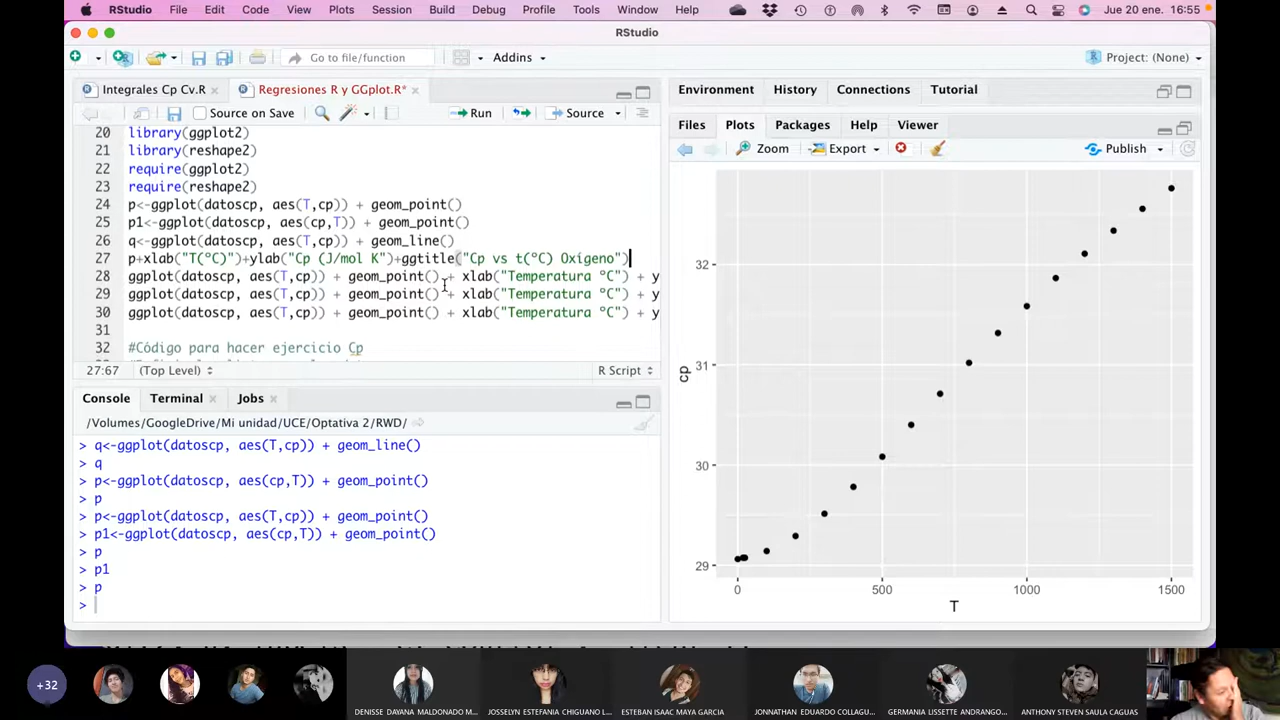 RStudio File Edit Code View Plots Session Build Debug Profile Tools Window Help Jue 20 ene. 16:55
RStudio
Go to file/function Addins Project: (None)
Integrales Cp Cv.R Regresiones R y GGplot.R*
Source on Save Run Source
20 library(ggplot2)
21 library(reshape2)
22 require(ggplot2)
23 require(reshape2)
24 p<-ggplot(datoscp, aes(T,cp)) + geom_point()
25 p1<-ggplot(datoscp, aes(cp,T)) + geom_point()
26 q<-ggplot(datoscp, aes(T,cp)) + geom_line()
27 p+xlab("T(ºC)")+ylab("Cp (J/mol K")+ggtitle("Cp vs t(ºC) Oxígeno")
28 ggplot(datoscp, aes(T,cp)) + geom_point() + xlab("Temperatura ºC") + y
29 ggplot(datoscp, aes(T,cp)) + geom_point() + xlab("Temperatura ºC") + y
30 ggplot(datoscp, aes(T,cp)) + geom_point() + xlab("Temperatura ºC") + y
31
32 #Código para hacer ejercicio Cp
27:67 (Top Level) R Script
Console Terminal Jobs
/Volumes/GoogleDrive/Mi unidad/UCE/Optativa 2/RWD/
> q<-ggplot(datoscp, aes(T,cp)) + geom_line()
> q
> p<-ggplot(datoscp, aes(cp,T)) + geom_point()
> p
> p<-ggplot(datoscp, aes(T,cp)) + geom_point()
> p1<-ggplot(datoscp, aes(cp,T)) + geom_point()
> p
> p1
> p
>
Environment History Connections Tutorial
Files Plots Packages Help Viewer
Zoom Export Publish
cp
32
31
30
29
0 500 1000 1500
T
+32
DENISSE DAYANA MALDONADO M...
JOSSELYN ESTEFANIA CHIGUANO L...
ESTEBAN ISAAC MAYA GARCIA
JONNATHAN EDUARDO COLLAGU...
GERMANIA LISSETTE ANDRANGO...
ANTHONY STEVEN SAULA CAGUAS